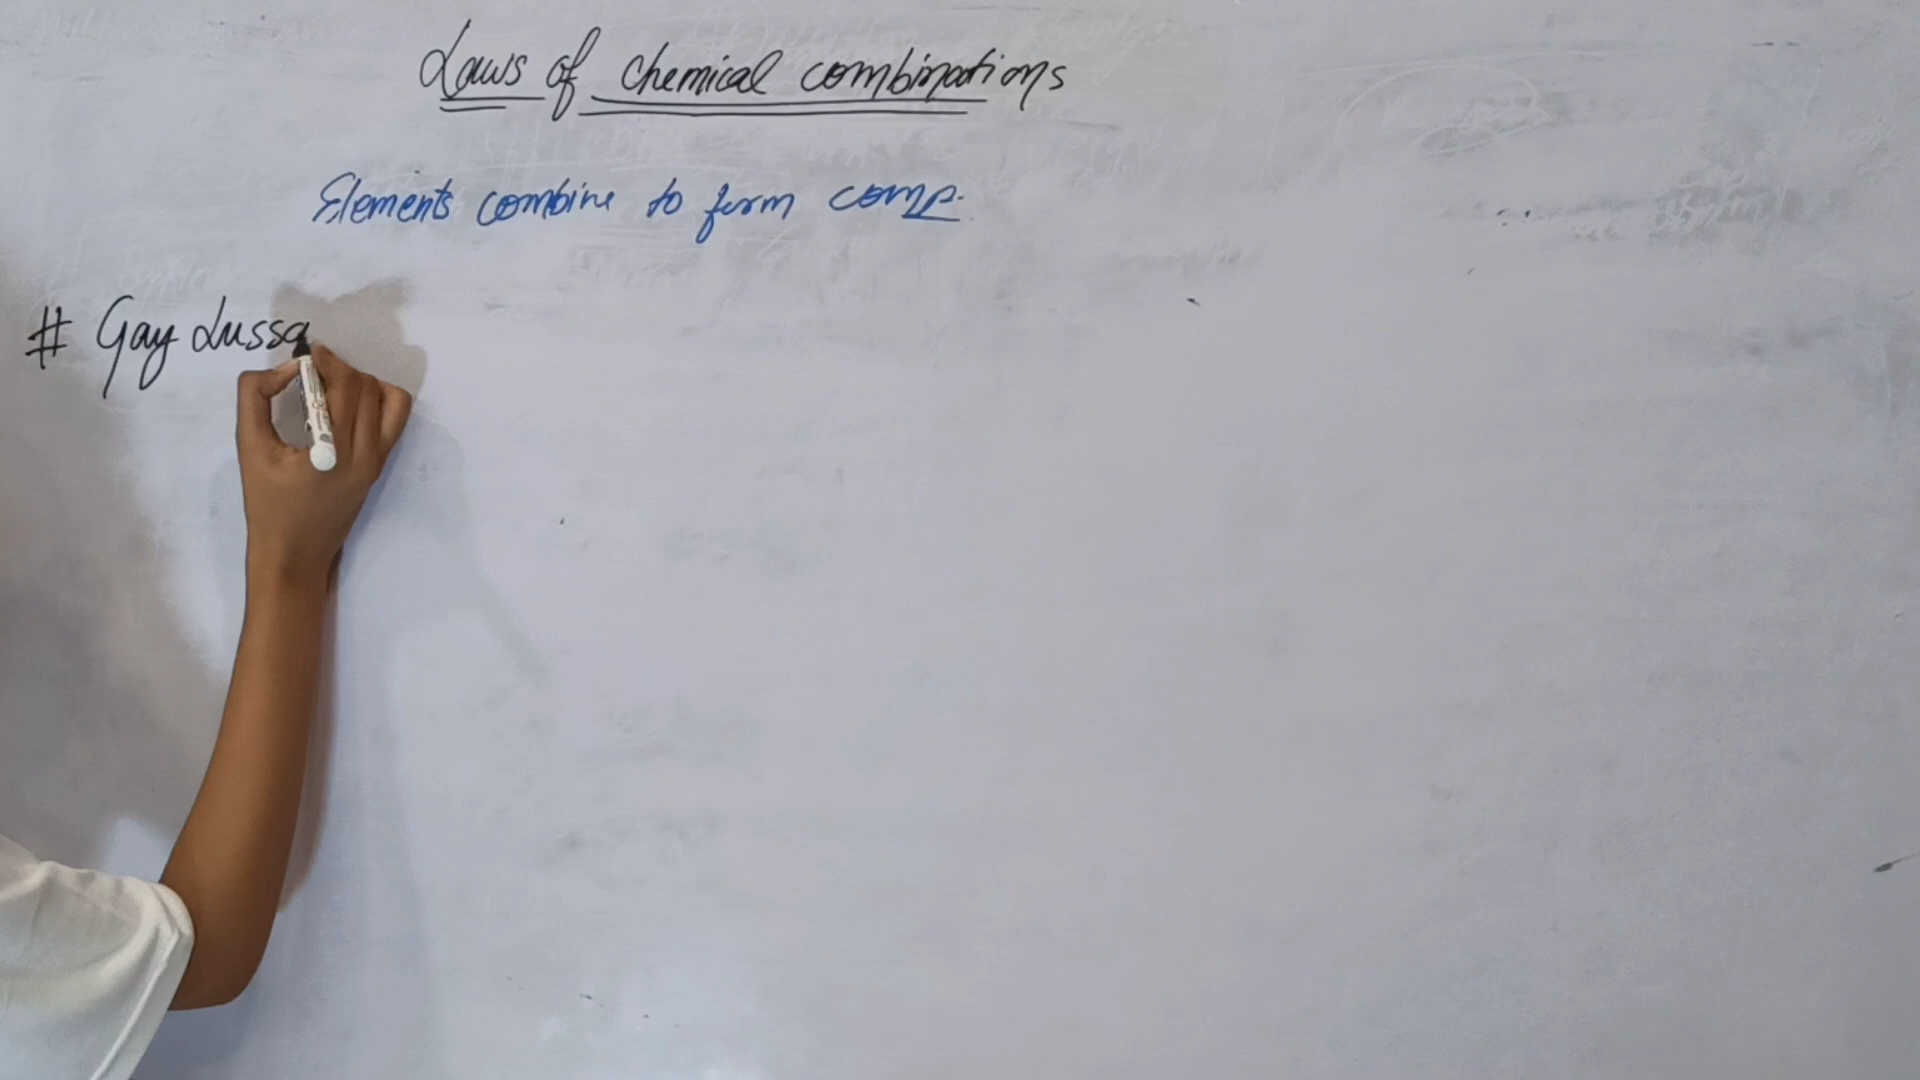 Laws of chemical combinations
Elements combine to form comp.
# Gay Lussa